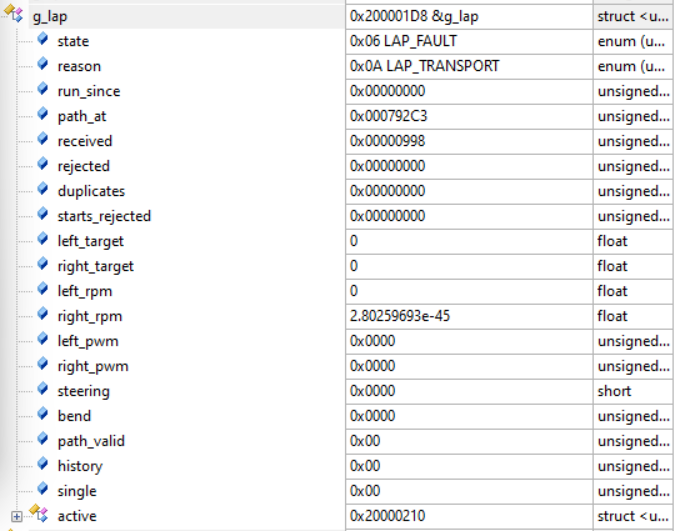 g_lap 0x200001D8 &g_lap struct <u...
state 0x06 LAP_FAULT enum (u...
reason 0x0A LAP_TRANSPORT enum (u...
run_since 0x00000000 unsigned...
path_at 0x000792C3 unsigned...
received 0x00000998 unsigned...
rejected 0x00000000 unsigned...
duplicates 0x00000000 unsigned...
starts_rejected 0x00000000 unsigned...
left_target 0 float
right_target 0 float
left_rpm 0 float
right_rpm 2.80259693e-45 float
left_pwm 0x0000 unsigned...
right_pwm 0x0000 unsigned...
steering 0x0000 short
bend 0x0000 unsigned...
path_valid 0x00 unsigned...
history 0x00 unsigned...
single 0x00 unsigned...
active 0x20000210 struct <u...